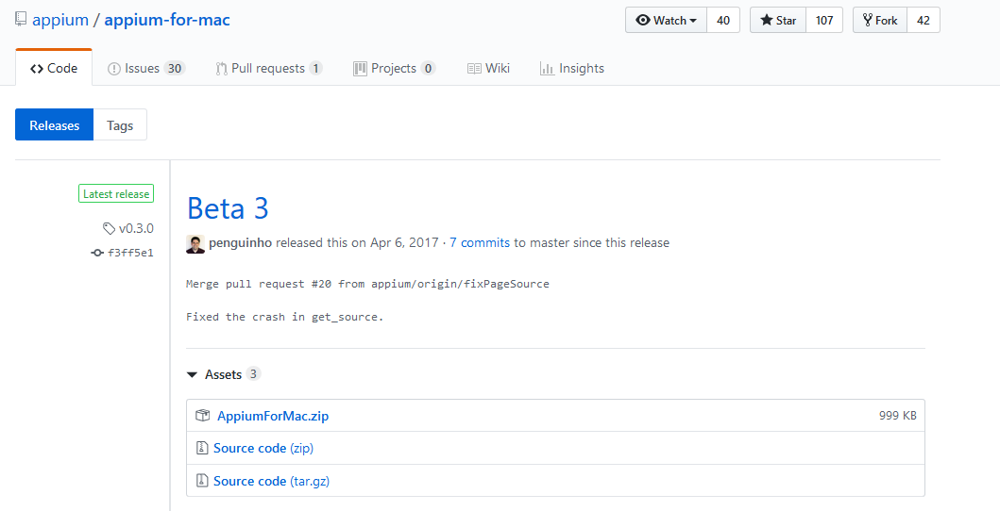 appium / appium-for-mac
Watch 40 Star 107 Fork 42
Code Issues 30 Pull requests 1 Projects 0 Wiki Insights
Releases Tags
Latest release
v0.3.0
f3ff5e1
Beta 3
penguinho released this on Apr 6, 2017 · 7 commits to master since this release
Merge pull request #20 from appium/origin/fixPageSource
Fixed the crash in get_source.
Assets 3
AppiumForMac.zip 999 KB
Source code (zip)
Source code (tar.gz)